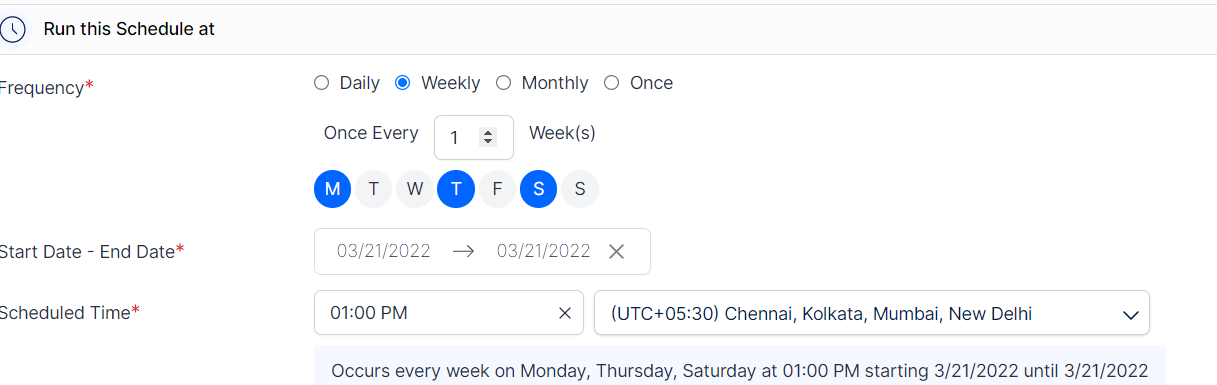 Run this Schedule at
Frequency*
Daily Weekly Monthly Once
Once Every 1 Week(s)
M T W T F S S
Start Date - End Date*
03/21/2022 → 03/21/2022
Scheduled Time*
01:00 PM
(UTC+05:30) Chennai, Kolkata, Mumbai, New Delhi
Occurs every week on Monday, Thursday, Saturday at 01:00 PM starting 3/21/2022 until 3/21/2022